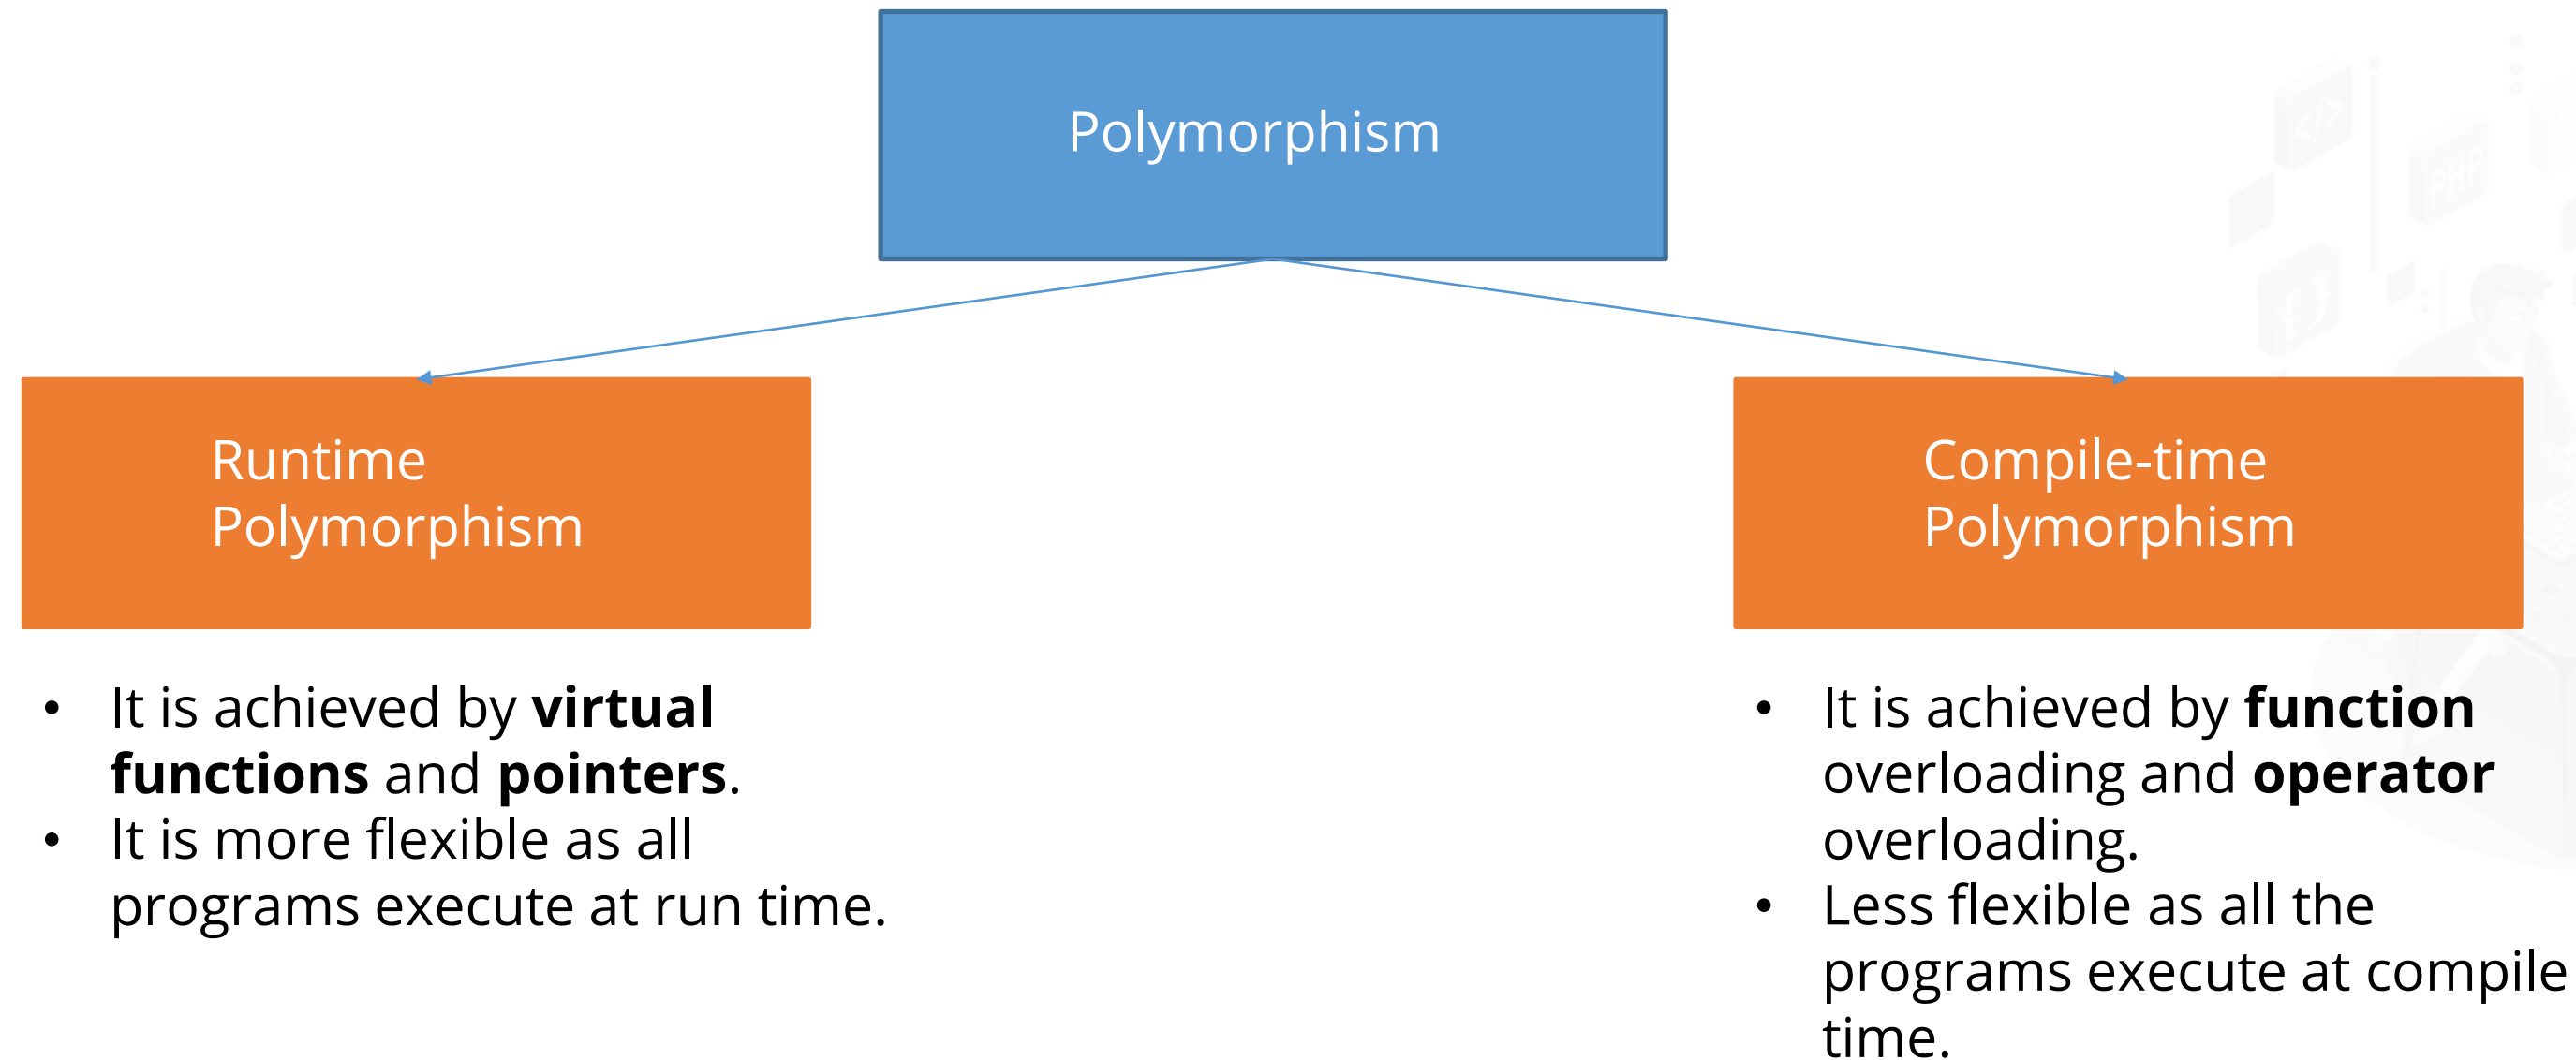 Polymorphism
Runtime
Polymorphism
• It is achieved by virtual
functions and pointers.
• It is more flexible as all
programs execute at run time.
Compile-time
Polymorphism
• It is achieved by function
overloading and operator
overloading.
• Less flexible as all the
programs execute at compile
time.